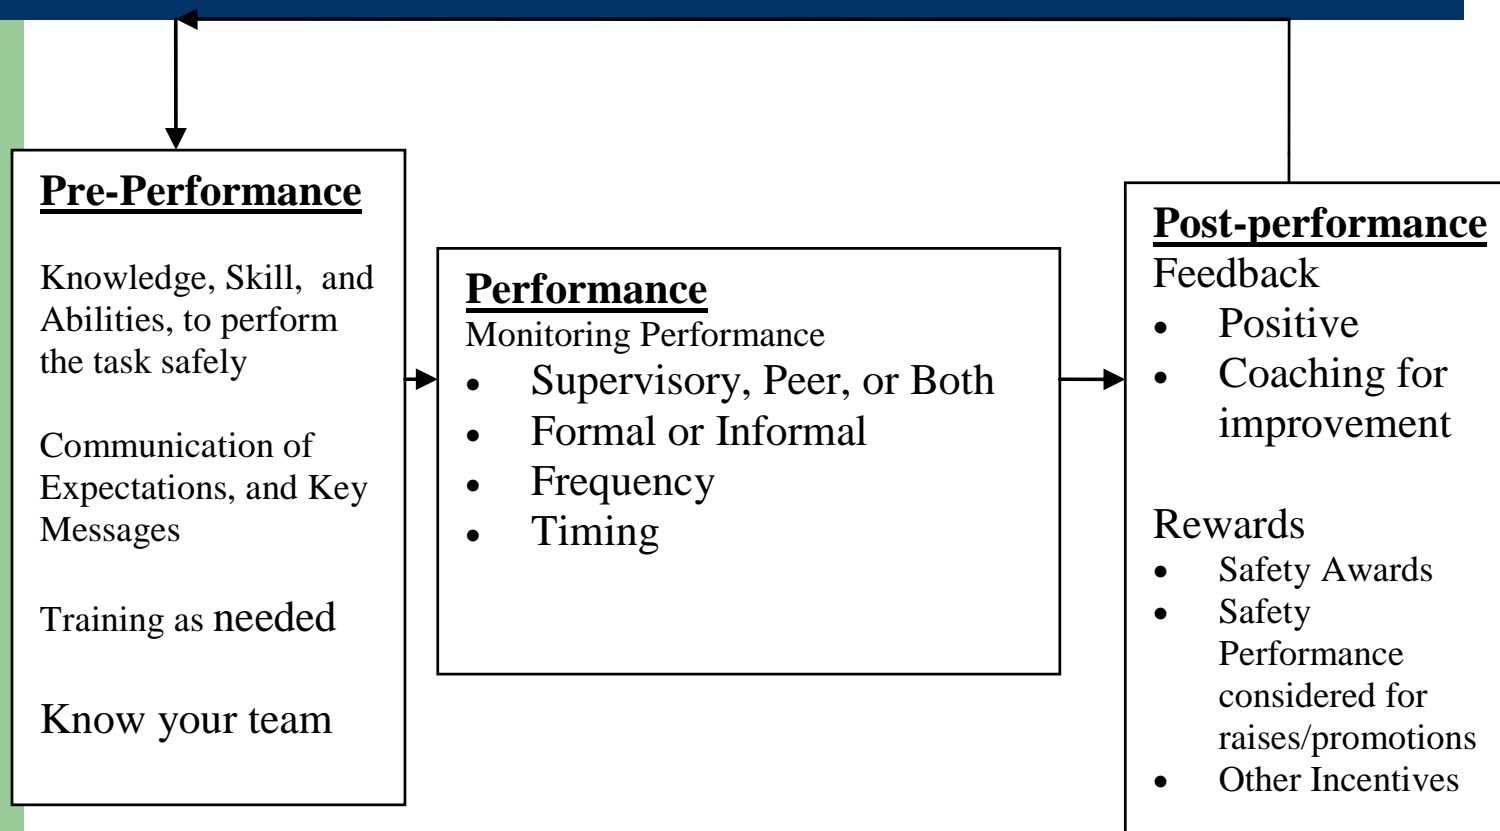 Pre-Performance
Knowledge, Skill, and
Abilities, to perform
the task safely
Communication of
Expectations, and Key
Messages
Training as needed
Know your team
Performance
Monitoring Performance
• Supervisory, Peer, or Both
• Formal or Informal
• Frequency
• Timing
Post-performance
Feedback
• Positive
• Coaching for
improvement
Rewards
• Safety Awards
• Safety
Performance
considered for
raises/promotions
• Other Incentives